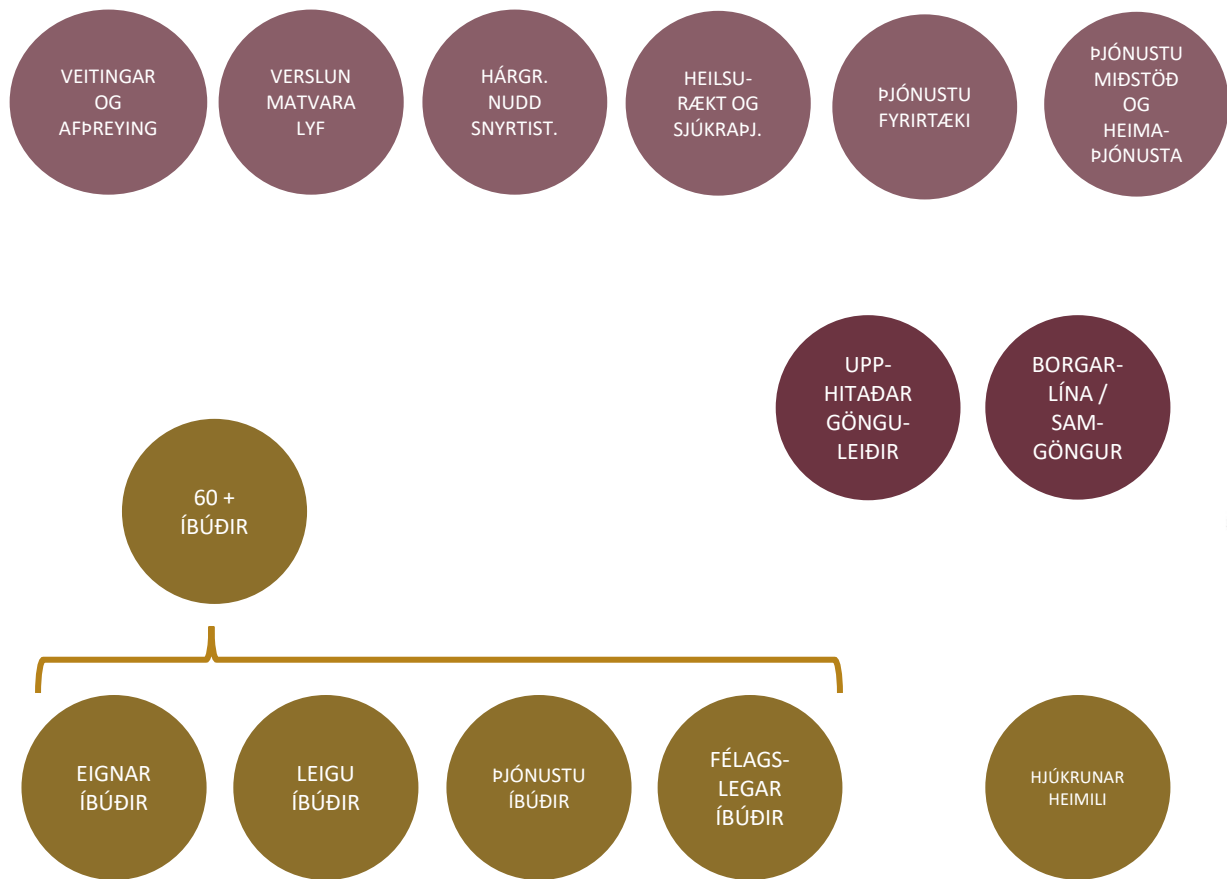 VEITINGAR
OG
AFÞREYING
VERSLUN
MATVARA
LYF
HÁRGR.
NUDD
SNYRTIST.
HEILSU-
RÆKT OG
SJÚKRAÞJ.
ÞJÓNUSTU
FYRIRTÆKI
ÞJÓNUSTU
MIÐSTÖÐ
OG
HEIMA-
ÞJÓNUSTA
UPP-
HITAÐAR
GÖNGU-
LEIÐIR
BORGAR-
LÍNA /
SAM-
GÖNGUR
60 +
ÍBÚÐIR
EIGNAR
ÍBÚÐIR
LEIGU
ÍBÚÐIR
ÞJÓNUSTU
ÍBÚÐIR
FÉLAGS-
LEGAR
ÍBÚÐIR
HJÚKRUNAR
HEIMILI